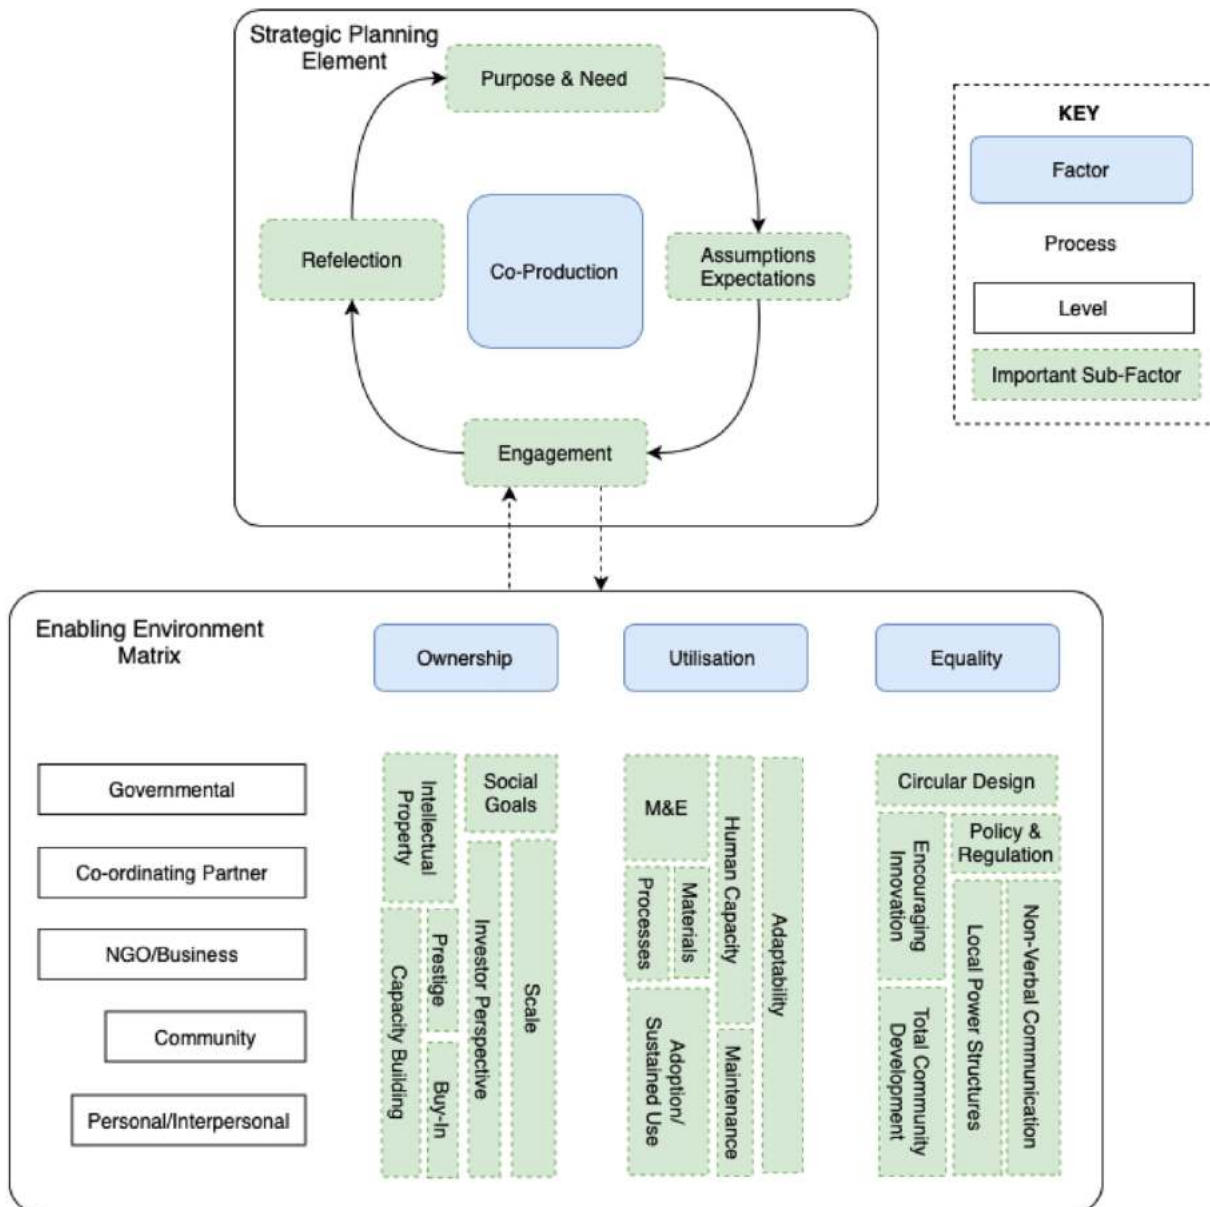 Strategic Planning
Element
Purpose & Need
Refelection
Co-Production
Assumptions
Expectations
Engagement
KEY
Factor
Process
Level
Important Sub-Factor
Enabling Environment
Matrix
Ownership
Utilisation
Equality
Governmental
Co-ordinating Partner
NGO/Business
Community
Personal/Interpersonal
Intellectual
Property
Social
Goals
Capacity Building
Prestige
Buy-In
Investor Perspective
Scale
M&E
Processes
Materials
Adoption/
Sustained Use
Human Capacity
Maintenance
Adaptability
Circular Design
Encouraging
Innovation
Policy &
Regulation
Total Community
Development
Local Power Structures
Non-Verbal Communication